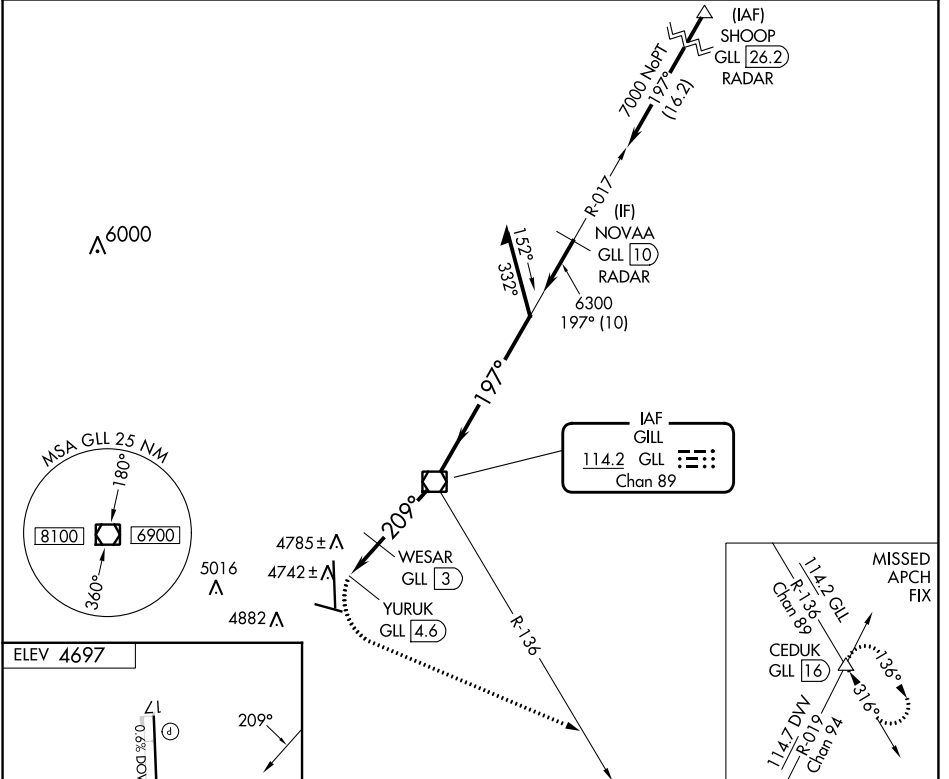 (IAF)
SHOOP
GLL 26.2
RADAR
7000 NoPT
197°
(16.2)
R-017
(IF)
NOVAA
GLL 10
RADAR
6300
197° (10)
152°
332°
6000
197°
MSA GLL 25 NM
180°
8100
6900
360°
IAF
GILL
114.2 GLL
Chan 89
209°
4785 ±
4742 ±
5016
4882
WESAR
GLL 3
YURUK
GLL 4.6
R-136
MISSED
APCH
FIX
114.2 GLL
R-136
Chan 89
CEDUK
GLL 16
136°
316°
114.7 DVV
R-019
Chan 94
ELEV 4697
17
P
0.6% DOW
209°